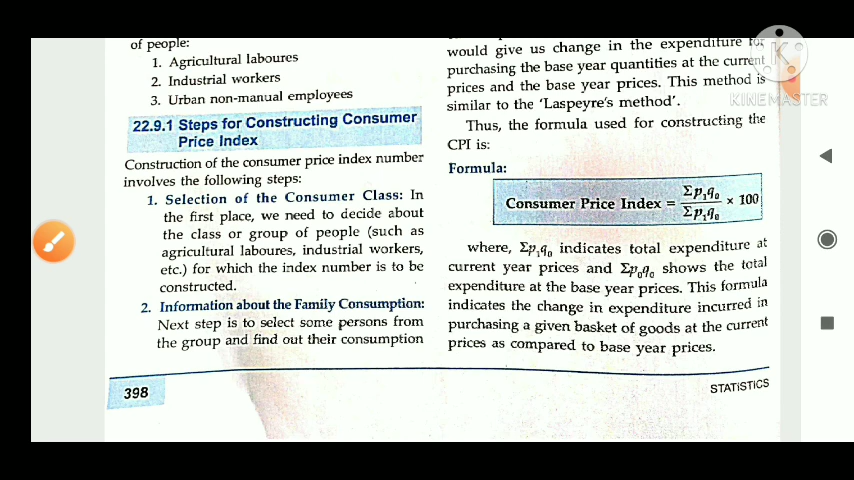 of people:
1. Agricultural laboures
2. Industrial workers
3. Urban non-manual employees
22.9.1 Steps for Constructing Consumer
Price Index
Construction of the consumer price index number
involves the following steps:
1. Selection of the Consumer Class: In
the first place, we need to decide about
the class or group of people (such as
agricultural laboures, industrial workers,
etc.) for which the index number is to be
constructed.
2. Information about the Family Consumption:
Next step is to select some persons from
the group and find out their consumption
398
would give us change in the expenditure for
purchasing the base year quantities at the current
prices and the base year prices. This method is
similar to the 'Laspeyre's method'.
Thus, the formula used for constructing the
CPI is:
Formula:
Consumer Price Index = Σp₁q₀ / Σp₁q₀ × 100
where, Σp₁q₀ indicates total expenditure at
current year prices and Σp₀q₀ shows the total
expenditure at the base year prices. This formula
indicates the change in expenditure incurred in
purchasing a given basket of goods at the current
prices as compared to base year prices.
STATISTICS
K
KINEMASTER